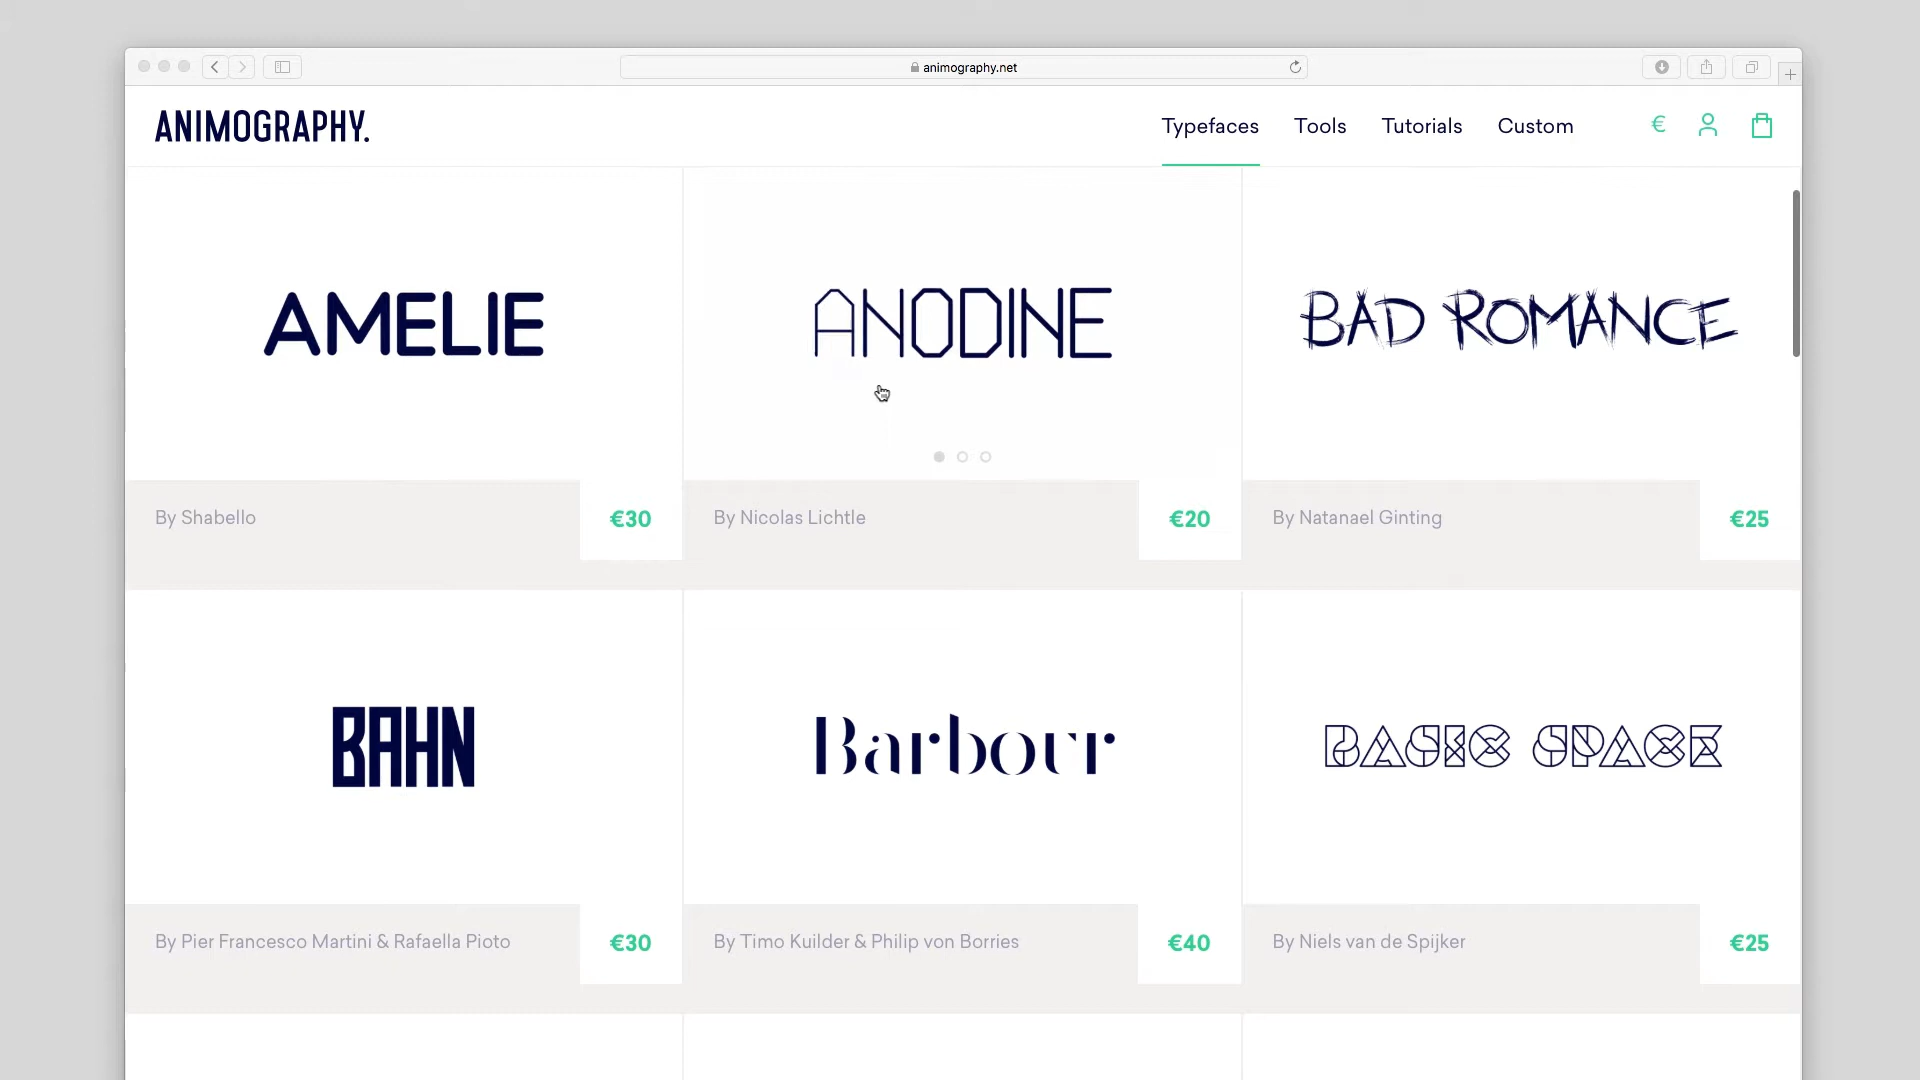 animography.net
ANIMOGRAPHY.
Typefaces Tools Tutorials Custom €
AMELIE
ANODINE
BAD ROMANCE
By Shabello €30
By Nicolas Lichtle €20
By Natanael Ginting €25
BAHN
Barbour
BASIC SPACE
By Pier Francesco Martini & Rafaella Pioto €30
By Timo Kuilder & Philip von Borries €40
By Niels van de Spijker €25